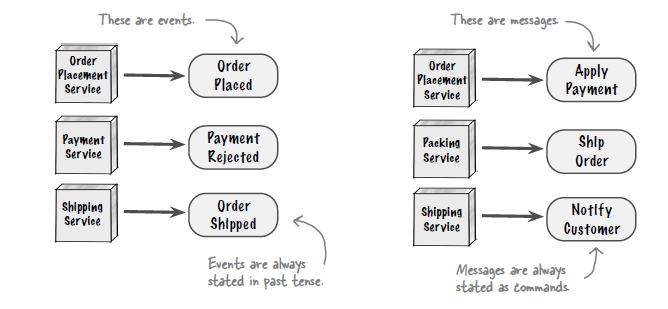 These are events.
Order
Placement
Service
Order
Placed
Payment
Service
Payment
Rejected
Shipping
Service
Order
Shipped
Events are always
stated in past tense.
These are messages.
Order
Placement
Service
Apply
Payment
Packing
Service
Ship
Order
Shipping
Service
Notify
Customer
Messages are always
stated as commands.